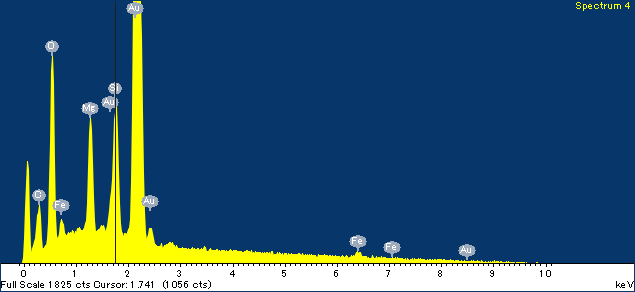 Spectrum 4
Au
O
Si
Au
Mg
C
Fe
Au
Fe
Fe
Au
0 1 2 3 4 5 6 7 8 9 10
Full Scale 1825 cts Cursor: 1.741 (1056 cts) keV